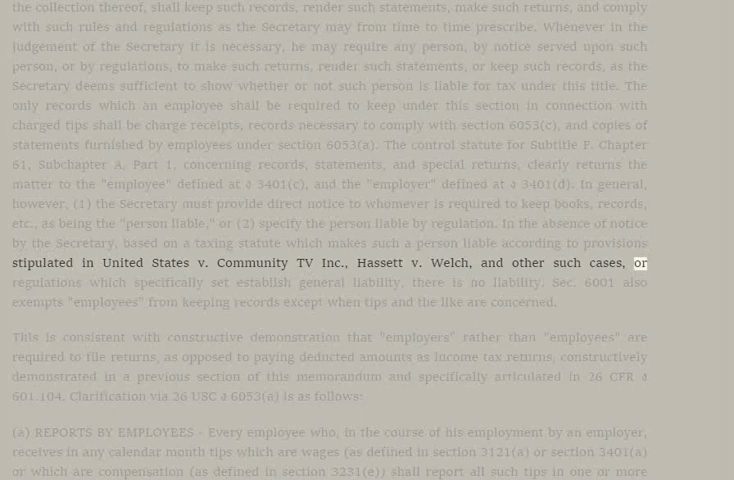 the collection thereof, shall keep such records, render such statements, make such returns, and comply
with such rules and regulations as the Secretary may from time to time prescribe. Whenever in the
judgement of the Secretary it is necessary, he may require any person, by notice served upon such
person, or by regulations, to make such returns, render such statements, or keep such records, as the
Secretary deems sufficient to show whether or not such person is liable for tax under this title. The
only records which an employee shall be required to keep under this section in connection with
charged tips shall be charge receipts, records necessary to comply with section 6053(c), and copies of
statements furnished by employees under section 6053(a). The control statute for Subtitle F. Chapter
61, Subchapter A, Part 1, concerning records, statements, and special returns, clearly returns the
matter to the "employee" defined at ¢ 3401(c), and the "employer" defined at ¢ 3401(d). In general,
however, (1) the Secretary must provide direct notice to whomever is required to keep books, records,
etc., as being the "person liable," or (2) specify the person liable by regulation. In the absence of notice
by the Secretary, based on a taxing statute which makes such a person liable according to provisions
stipulated in United States v. Community TV Inc., Hassett v. Welch, and other such cases, or
regulations which specifically set establish general liability, there is no liability. Sec. 6001 also
exempts "employees" from keeping records except when tips and the like are concerned.
This is consistent with constructive demonstration that "employers" rather than "employees" are
required to file returns, as opposed to paying deducted amounts as income tax returns, constructively
demonstrated in a previous section of this memorandum and specifically articulated in 26 CFR ¢
601.104. Clarification via 26 USC ¢ 6053(a) is as follows:
(a) REPORTS BY EMPLOYEES - Every employee who, in the course of his employment by an employer,
receives in any calendar month tips which are wages (as defined in section 3121(a) or section 3401(a)
or which are compensation (as defined in section 3231(e)) shall report all such tips in one or more